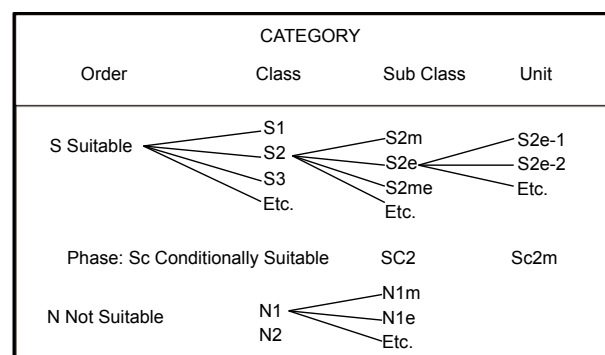 CATEGORY
Order Class Sub Class Unit
S Suitable
S1
S2
S3
Etc.
S2m
S2e
S2me
Etc.
S2e-1
S2e-2
Etc.
Phase: Sc Conditionally Suitable SC2 Sc2m
N Not Suitable
N1
N2
N1m
N1e
Etc.